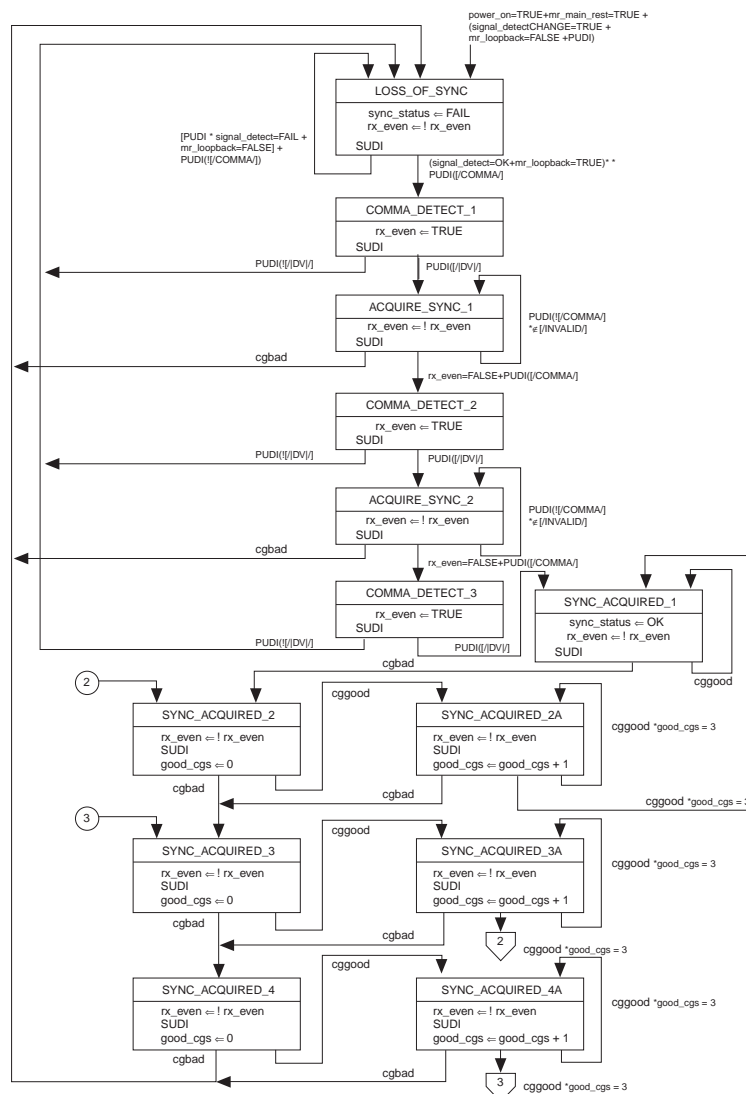 power_on=TRUE+mr_main_rest=TRUE +
(signal_detectCHANGE=TRUE +
mr_loopback=FALSE +PUDI)
LOSS_OF_SYNC
sync_status ⇐ FAIL
rx_even ⇐ ! rx_even
SUDI
[PUDI * signal_detect=FAIL +
mr_loopback=FALSE] +
PUDI(![/COMMA/])
(signal_detect=OK+mr_loopback=TRUE)* *
PUDI([/COMMA/]
COMMA_DETECT_1
rx_even ⇐ TRUE
SUDI
PUDI(![/|DV|/]
PUDI([/|DV|/]
ACQUIRE_SYNC_1
rx_even ⇐ ! rx_even
SUDI
PUDI(![/COMMA/]
*∉[/INVALID/]
cgbad
rx_even=FALSE+PUDI([/COMMA/]
COMMA_DETECT_2
rx_even ⇐ TRUE
SUDI
PUDI(![/|DV|/]
PUDI([/|DV|/]
ACQUIRE_SYNC_2
rx_even ⇐ ! rx_even
SUDI
PUDI(![/COMMA/]
*∉[/INVALID/]
cgbad
rx_even=FALSE+PUDI([/COMMA/]
COMMA_DETECT_3
rx_even ⇐ TRUE
SUDI
PUDI(![/|DV|/]
PUDI([/|DV|/]
SYNC_ACQUIRED_1
sync_status ⇐ OK
rx_even ⇐ ! rx_even
SUDI
cgbad
cggood
2
SYNC_ACQUIRED_2
rx_even ⇐ ! rx_even
SUDI
good_cgs ⇐ 0
cggood
SYNC_ACQUIRED_2A
rx_even ⇐ ! rx_even
SUDI
good_cgs ⇐ good_cgs + 1
cggood *good_cgs = 3
cgbad
cgbad
cggood *good_cgs = 3
3
SYNC_ACQUIRED_3
rx_even ⇐ ! rx_even
SUDI
good_cgs ⇐ 0
cggood
SYNC_ACQUIRED_3A
rx_even ⇐ ! rx_even
SUDI
good_cgs ⇐ good_cgs + 1
cggood *good_cgs = 3
cgbad
cgbad
2
cggood *good_cgs = 3
SYNC_ACQUIRED_4
rx_even ⇐ ! rx_even
SUDI
good_cgs ⇐ 0
cggood
SYNC_ACQUIRED_4A
rx_even ⇐ ! rx_even
SUDI
good_cgs ⇐ good_cgs + 1
cggood *good_cgs = 3
cgbad
cgbad
3
cggood *good_cgs = 3